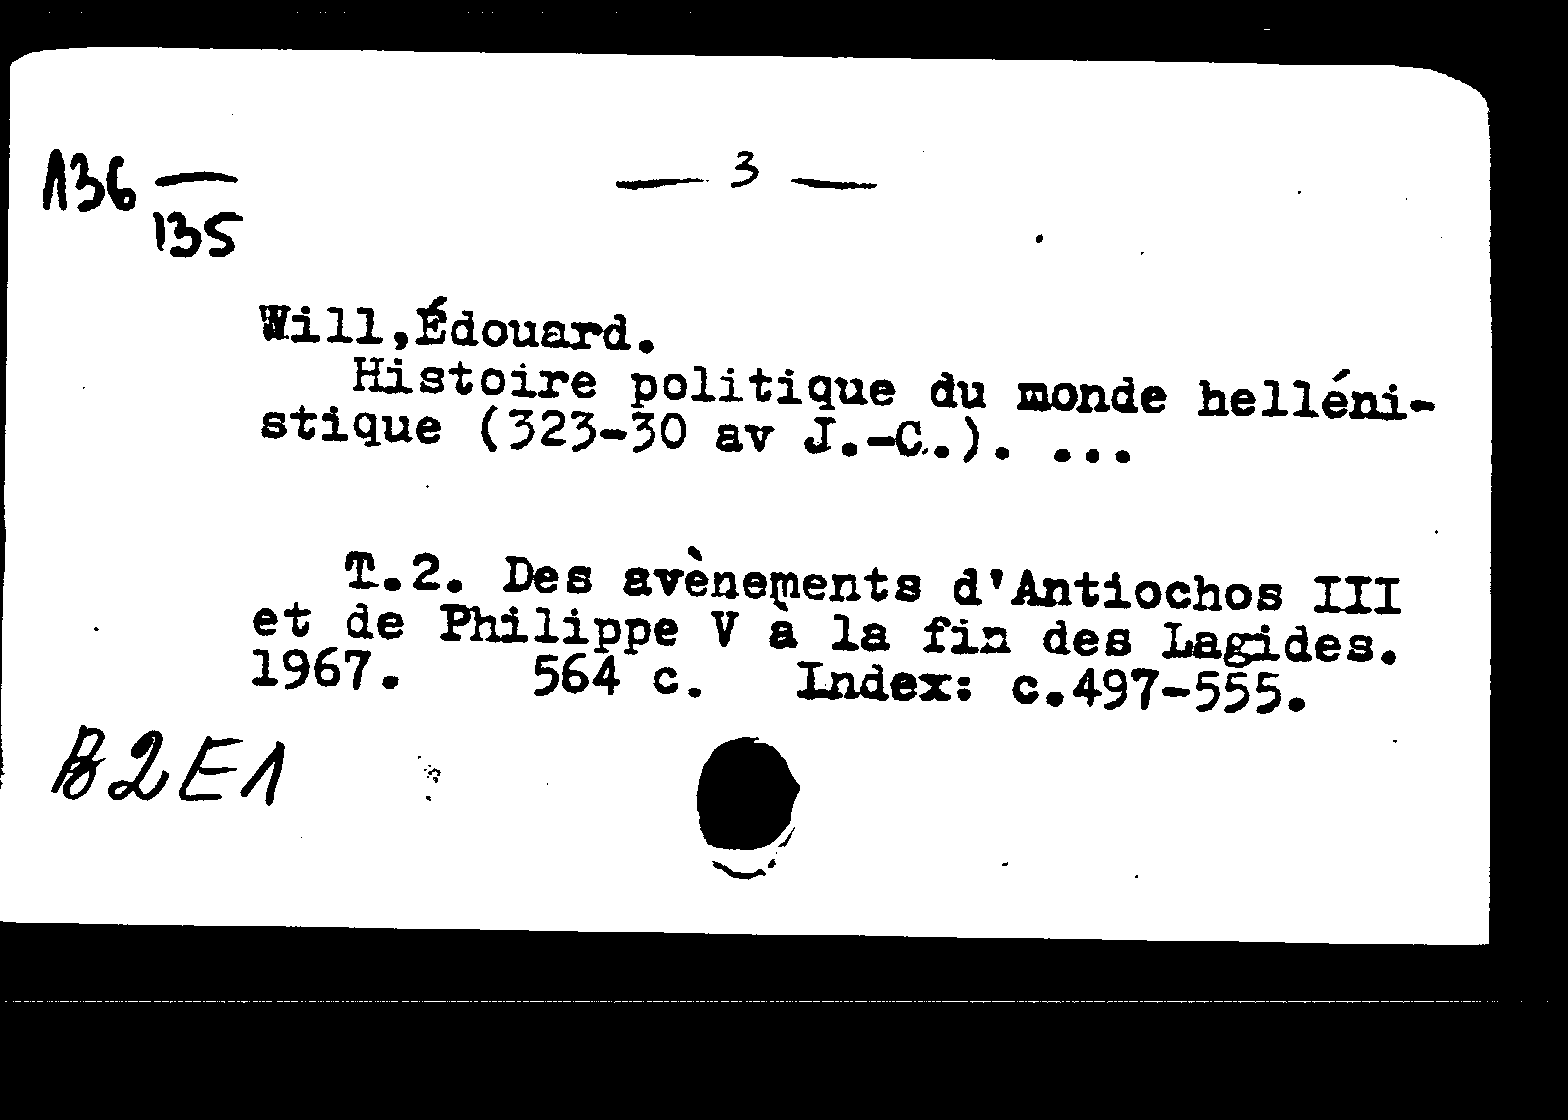 — 3 —
A36 —
135
Will,Édouard.
Histoire politique du monde helléni-
stique (323-30 av J.-C.). ...
T.2. Des avènements d'Antiochos III
et de Philippe V à la fin des Lagides.
1967. 564 c. Index: c.497-555.
B2E1